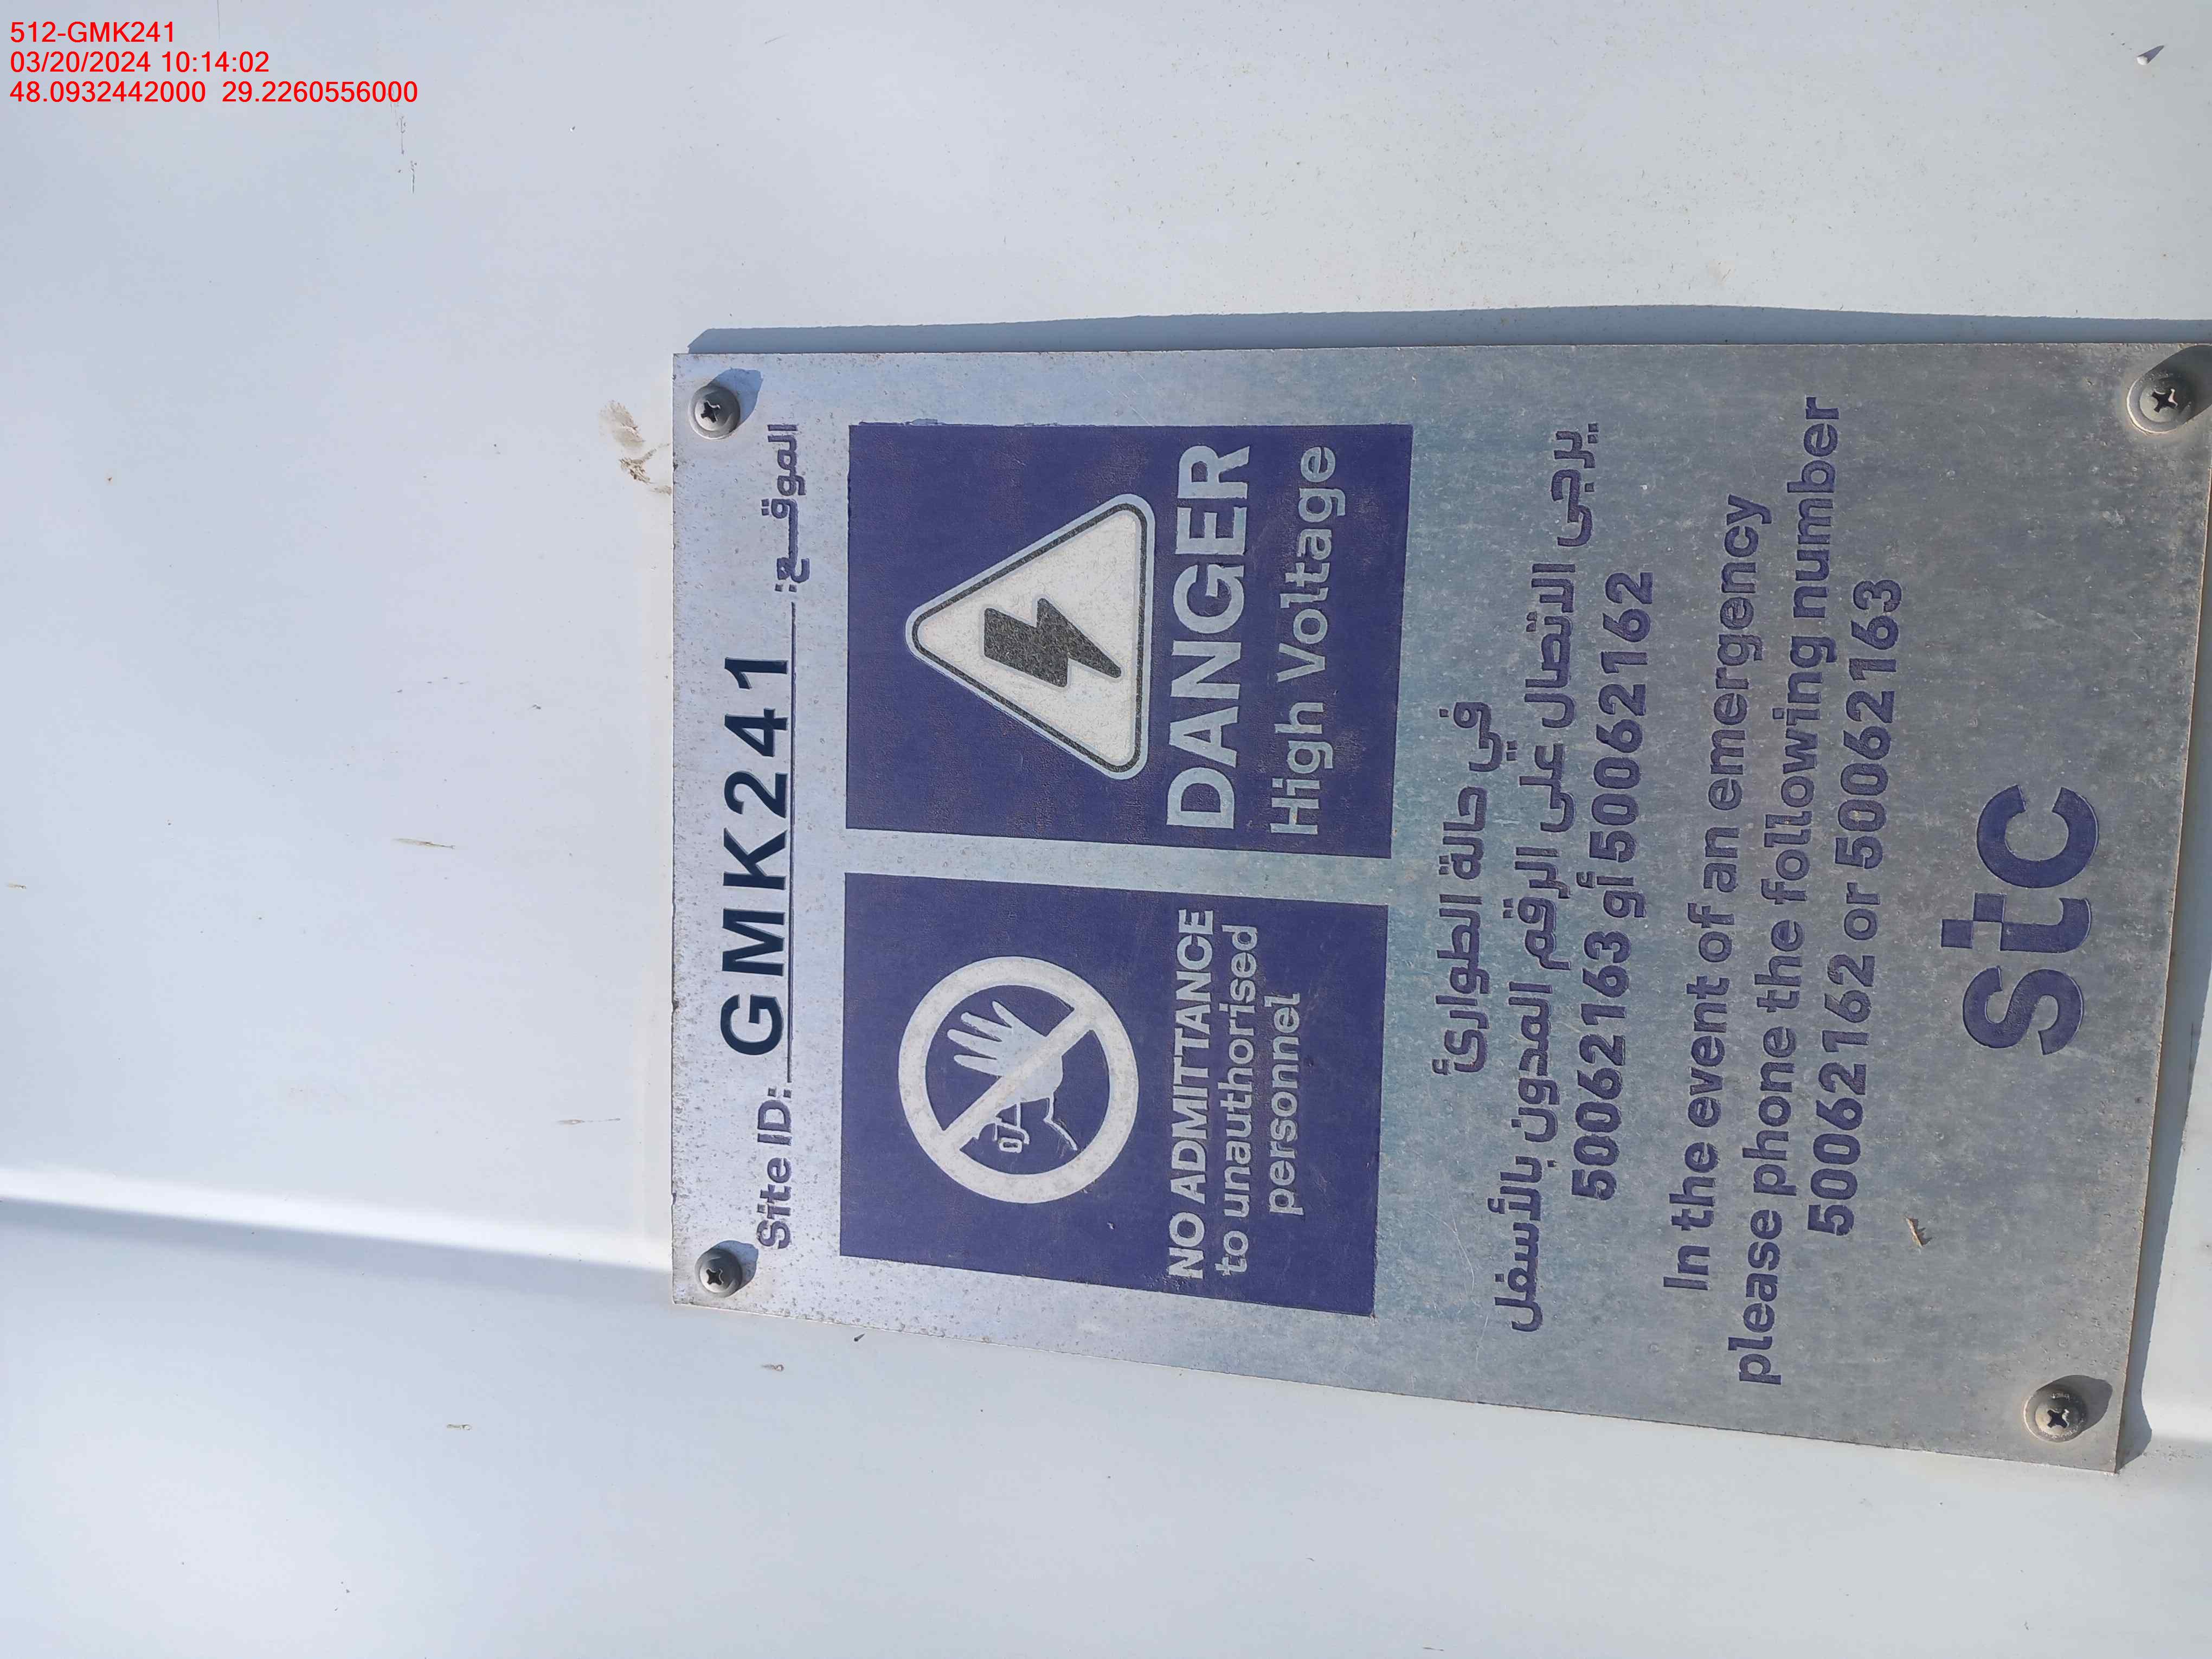 512-GMK241
03/20/2024 10:14:02
48.0932442000 29.2260556000
Site ID: GMK241 الموقـع:
NO ADMITTANCE
to unauthorised
personnel
DANGER
High Voltage
في حالة الطوارئ
يرجى الاتصال على الرقم المدون بالأسفل
50062163 أو 50062162
In the event of an emergency
please phone the following number
50062162 or 50062163
stc